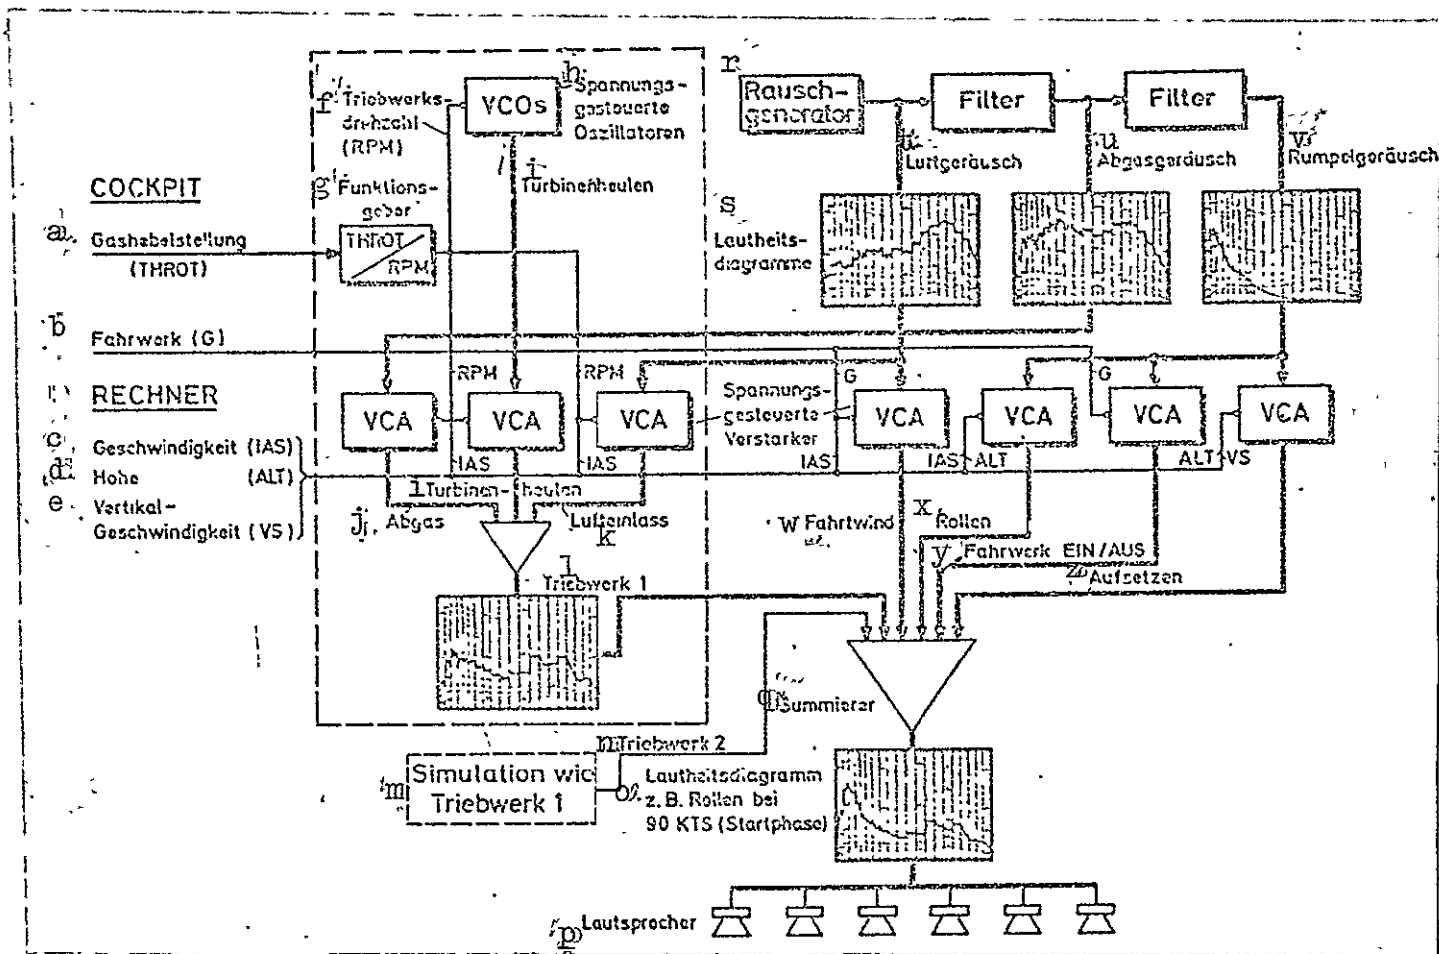 r
h Spannungs-
gesteuerte
Oszillatoren
VCOs
f Triebwerks
drehzahl
(RPM)
Rausch-
generator
Filter
Filter
Luftgeräusch
u Abgasgeräusch
v Rumpelgeräusch
i Turbinenheulen
g Funktions-
geber
THROT
RPM
COCKPIT
a Gashebelstellung
(THROT)
s
Lautheits-
diagramme
b Fahrwerk (G)
RECHNER
c Geschwindigkeit (IAS)
d Hohe (ALT)
e Vertikal-
Geschwindigkeit (VS)
RPM
RPM
G
G
VCA
VCA
VCA
Spannungs-
gesteuerte
Verstarker
VCA
VCA
VCA
VCA
IAS
IAS
IAS
IAS
ALT
ALT
VS
i Turbinen-heulen
j Abgas
Lufteinlass
k
w Fahrtwind
x Rollen
y Fahrwerk EIN/AUS
z Aufsetzen
l
Triebwerk 1
q Summierer
n Triebwerk 2
m Simulation wie
Triebwerk 1
o Lautheitsdiagramm
z. B. Rollen bei
90 KTS (Startphase)
p Lautsprecher